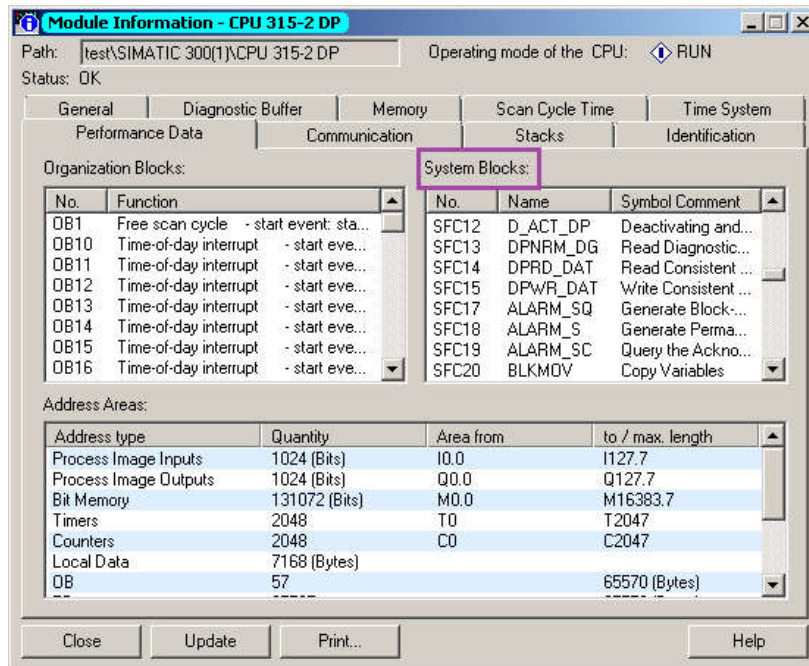 Module Information - CPU 315-2 DP
Path: test\SIMATIC 300(1)\CPU 315-2 DP Operating mode of the CPU: RUN
Status: OK
General Diagnostic Buffer Memory Scan Cycle Time Time System
Performance Data Communication Stacks Identification
Organization Blocks: System Blocks:
No. Function No. Name Symbol Comment
OB1 Free scan cycle - start event: sta... SFC12 D_ACT_DP Deactivating and...
OB10 Time-of-day interrupt - start eve... SFC13 DPNRM_DG Read Diagnostic...
OB11 Time-of-day interrupt - start eve... SFC14 DPRD_DAT Read Consistent ...
OB12 Time-of-day interrupt - start eve... SFC15 DPWR_DAT Write Consistent ...
OB13 Time-of-day interrupt - start eve... SFC17 ALARM_SQ Generate Block-...
OB14 Time-of-day interrupt - start eve... SFC18 ALARM_S Generate Perma...
OB15 Time-of-day interrupt - start eve... SFC19 ALARM_SC Query the Ackno...
OB16 Time-of-day interrupt - start eve... SFC20 BLKMOV Copy Variables
Address Areas:
Address type Quantity Area from to / max. length
Process Image Inputs 1024 (Bits) I0.0 I127.7
Process Image Outputs 1024 (Bits) Q0.0 Q127.7
Bit Memory 131072 (Bits) M0.0 M16383.7
Timers 2048 T0 T2047
Counters 2048 C0 C2047
Local Data 7168 (Bytes)
OB 57 65570 (Bytes)
Close Update Print... Help